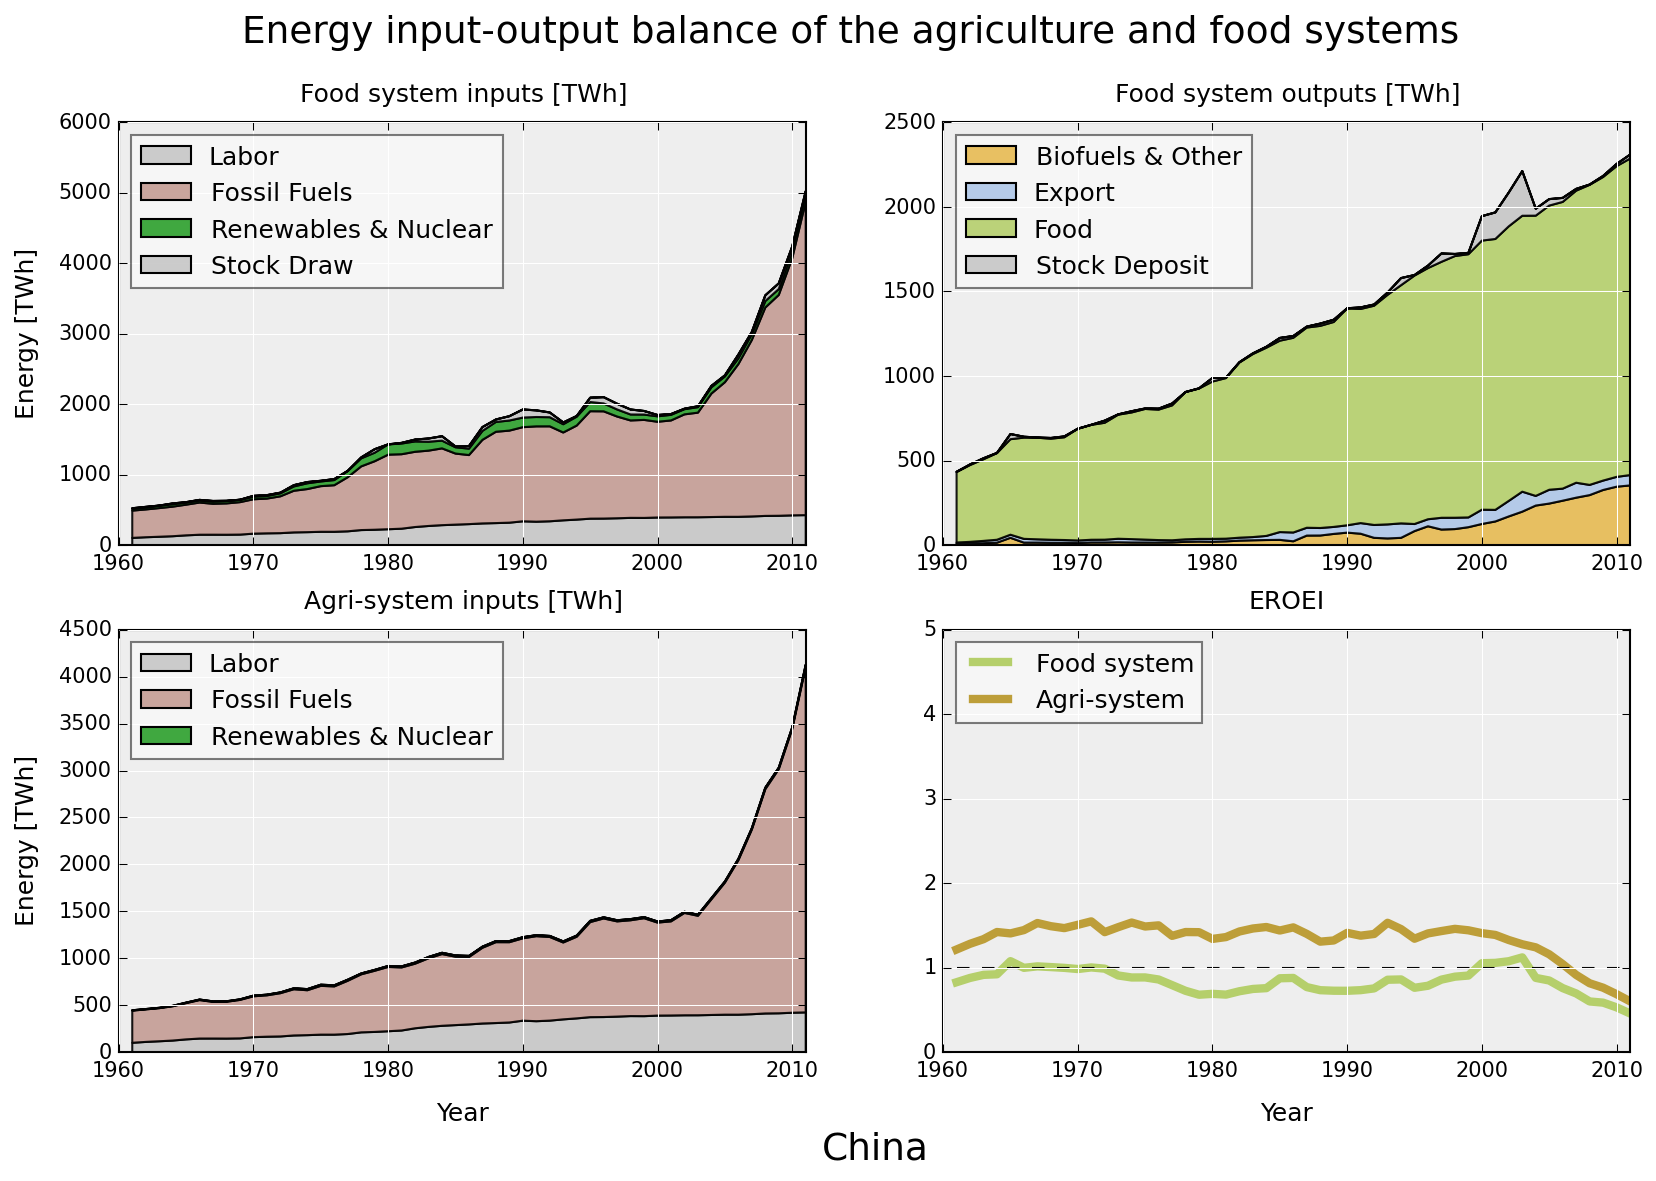 Energy input-output balance of the agriculture and food systems
Food system inputs [TWh]
Energy [TWh]
6000
5000
4000
3000
2000
1000
0
Labor
Fossil Fuels
Renewables & Nuclear
Stock Draw
1960 1970 1980 1990 2000 2010
Food system outputs [TWh]
2500
2000
1500
1000
500
0
Biofuels & Other
Export
Food
Stock Deposit
1960 1970 1980 1990 2000 2010
Agri-system inputs [TWh]
Energy [TWh]
4500
4000
3500
3000
2500
2000
1500
1000
500
0
Labor
Fossil Fuels
Renewables & Nuclear
1960 1970 1980 1990 2000 2010
Year
EROEI
5
4
3
2
1
0
Food system
Agri-system
1960 1970 1980 1990 2000 2010
Year
China